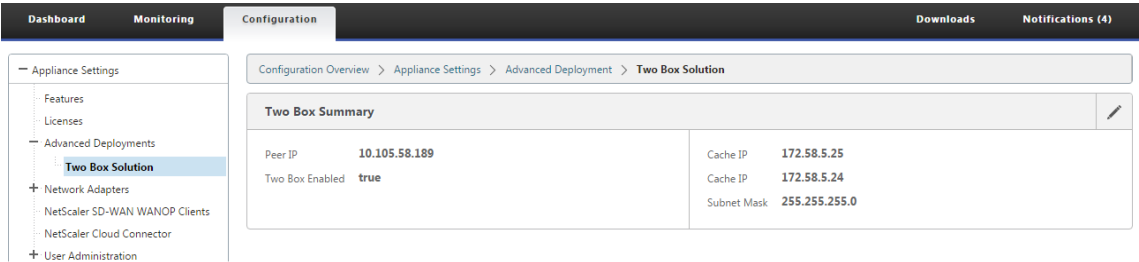 Dashboard Monitoring Configuration Downloads Notifications (4)
Appliance Settings
Features
Licenses
Advanced Deployments
Two Box Solution
Network Adapters
NetScaler SD-WAN WANOP Clients
NetScaler Cloud Connector
User Administration
Configuration Overview > Appliance Settings > Advanced Deployment > Two Box Solution
Two Box Summary
Peer IP 10.105.58.189
Two Box Enabled true
Cache IP 172.58.5.25
Cache IP 172.58.5.24
Subnet Mask 255.255.255.0